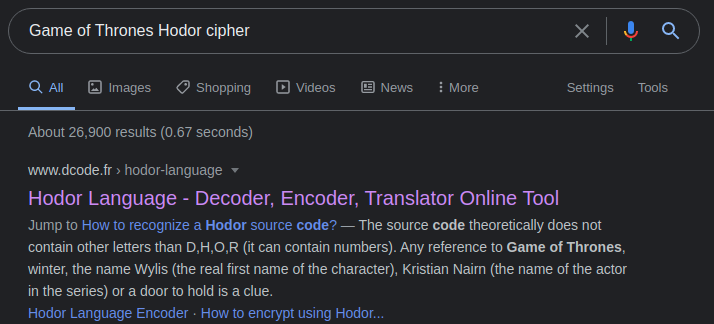 Game of Thrones Hodor cipher
All Images Shopping Videos News More Settings Tools
About 26,900 results (0.67 seconds)
www.dcode.fr › hodor-language
Hodor Language - Decoder, Encoder, Translator Online Tool
Jump to How to recognize a Hodor source code? — The source code theoretically does not
contain other letters than D,H,O,R (it can contain numbers). Any reference to Game of Thrones,
winter, the name Wylis (the real first name of the character), Kristian Nairn (the name of the actor
in the series) or a door to hold is a clue.
Hodor Language Encoder · How to encrypt using Hodor...